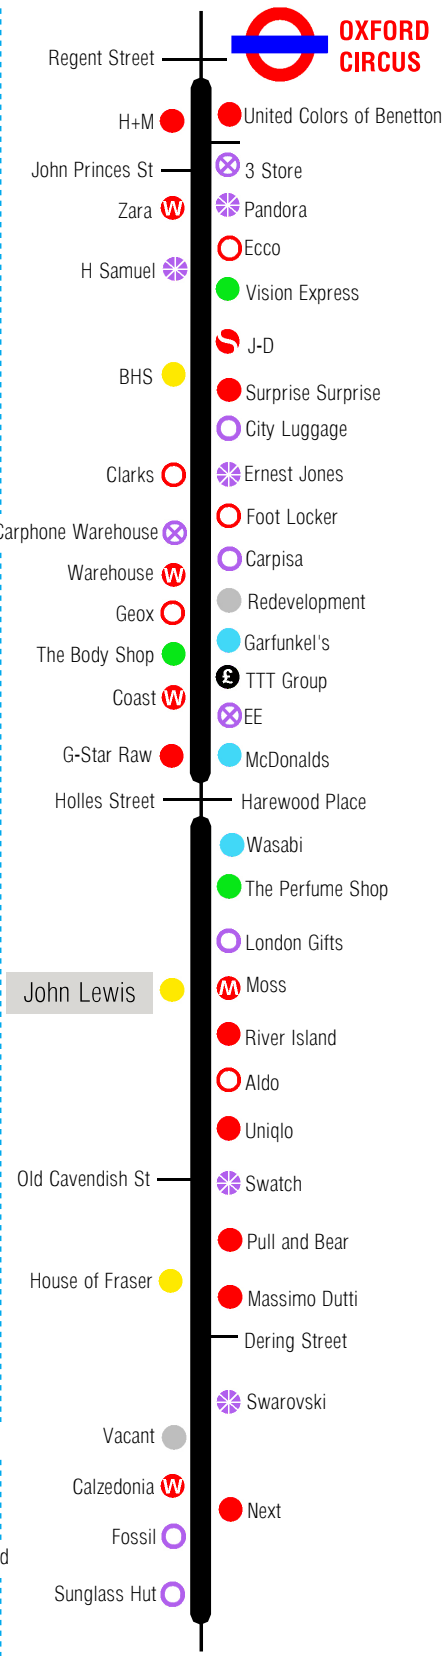 OXFORD
CIRCUS
Regent Street
United Colors of Benetton
H+M
John Princes St
3 Store
Zara
W
Pandora
Ecco
H Samuel
Vision Express
J-D
BHS
Surprise Surprise
City Luggage
Clarks
Ernest Jones
Foot Locker
Carphone Warehouse
Carpisa
Warehouse
W
Redevelopment
Geox
Garfunkel's
The Body Shop
£
TTT Group
Coast
W
EE
G-Star Raw
McDonalds
Holles Street
Harewood Place
Wasabi
The Perfume Shop
London Gifts
John Lewis
M
Moss
River Island
Aldo
Uniqlo
Old Cavendish St
Swatch
Pull and Bear
House of Fraser
Massimo Dutti
Dering Street
Swarovski
Vacant
Calzedonia
W
Next
Fossil
d
Sunglass Hut